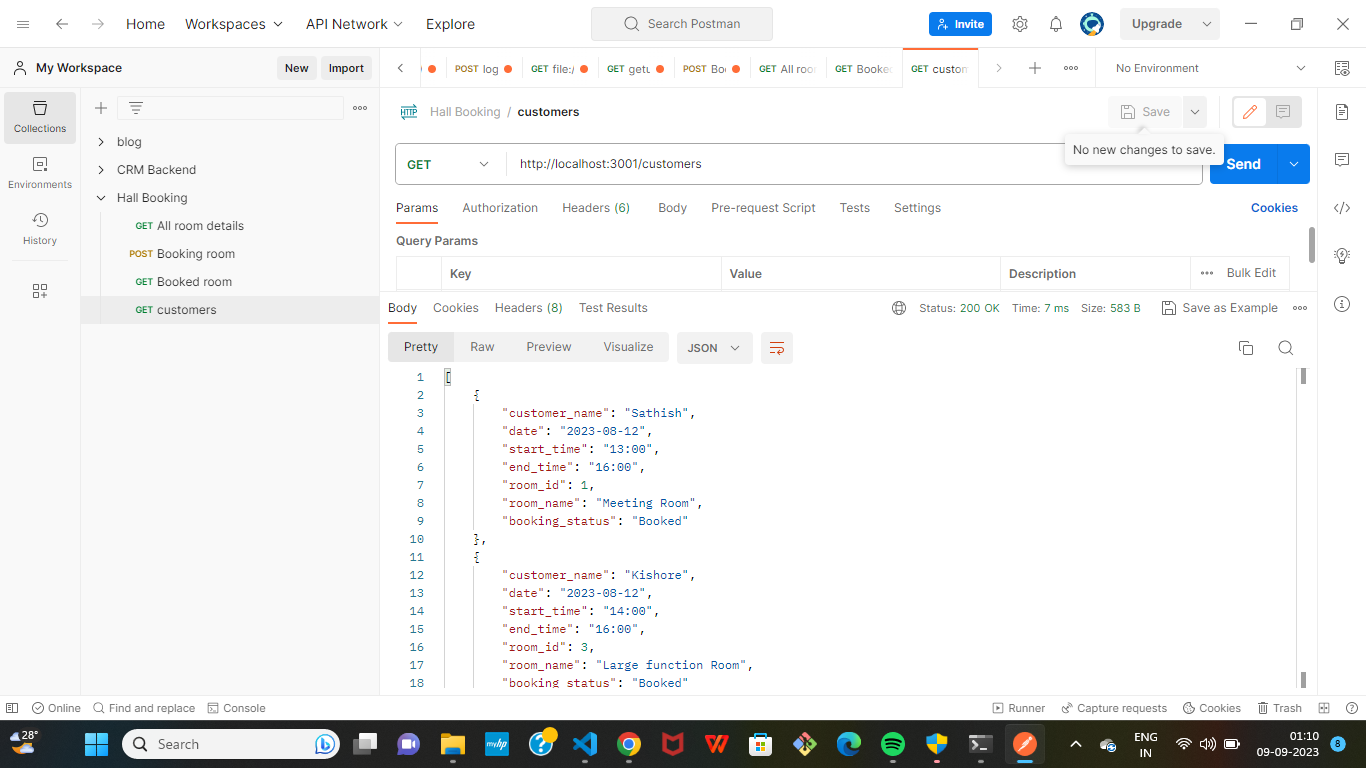 Home Workspaces API Network Explore Search Postman Invite Upgrade
My Workspace New Import POST log GET file:/ GET getu POST Boo GET All roo GET Booked GET custom No Environment
Collections
Environments
History
blog
CRM Backend
Hall Booking
GET All room details
POST Booking room
GET Booked room
GET customers
HTTP Hall Booking / customers Save
No new changes to save.
GET http://localhost:3001/customers Send
Params Authorization Headers (6) Body Pre-request Script Tests Settings Cookies
Query Params
Key Value Description Bulk Edit
Body Cookies Headers (8) Test Results Status: 200 OK Time: 7 ms Size: 583 B Save as Example
Pretty Raw Preview Visualize JSON
1 [
2 {
3 "customer_name": "Sathish",
4 "date": "2023-08-12",
5 "start_time": "13:00",
6 "end_time": "16:00",
7 "room_id": 1,
8 "room_name": "Meeting Room",
9 "booking_status": "Booked"
10 },
11 {
12 "customer_name": "Kishore",
13 "date": "2023-08-12",
14 "start_time": "14:00",
15 "end_time": "16:00",
16 "room_id": 3,
17 "room_name": "Large function Room",
18 "booking_status": "Booked"
Online Find and replace Console Runner Capture requests Cookies Trash
28° Search myhp ENG IN 01:10 09-09-2023 8